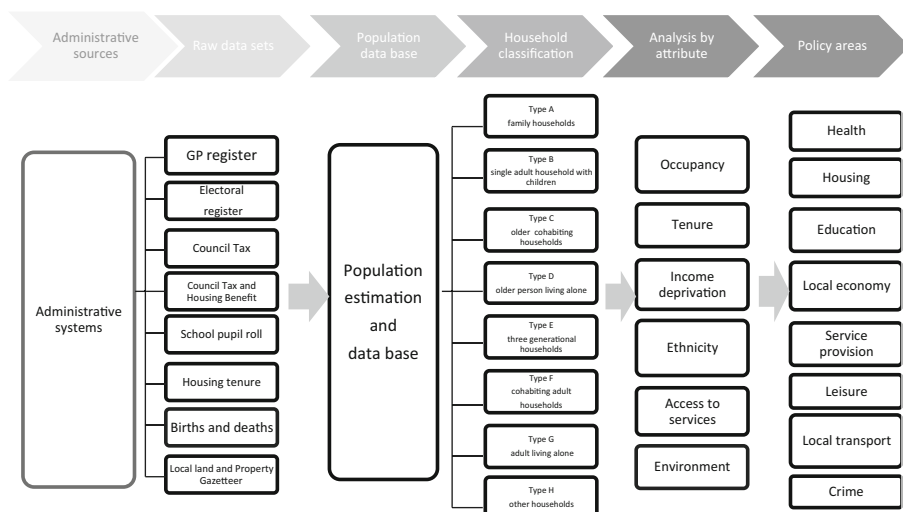 Administrative
sources
Raw data sets
Population
data base
Household
classification
Analysis by
attribute
Policy areas
Administrative
systems
GP register
Electoral
register
Council Tax
Council Tax and
Housing Benefit
School pupil roll
Housing tenure
Births and deaths
Local land and Property
Gazetteer
Population
estimation
and
data base
Type A
family households
Type B
single adult household with
children
Type C
older cohabiting
households
Type D
older person living alone
Type E
three generational
households
Type F
cohabiting adult
households
Type G
adult living alone
Type H
other households
Occupancy
Tenure
Income
deprivation
Ethnicity
Access to
services
Environment
Health
Housing
Education
Local economy
Service
provision
Leisure
Local transport
Crime